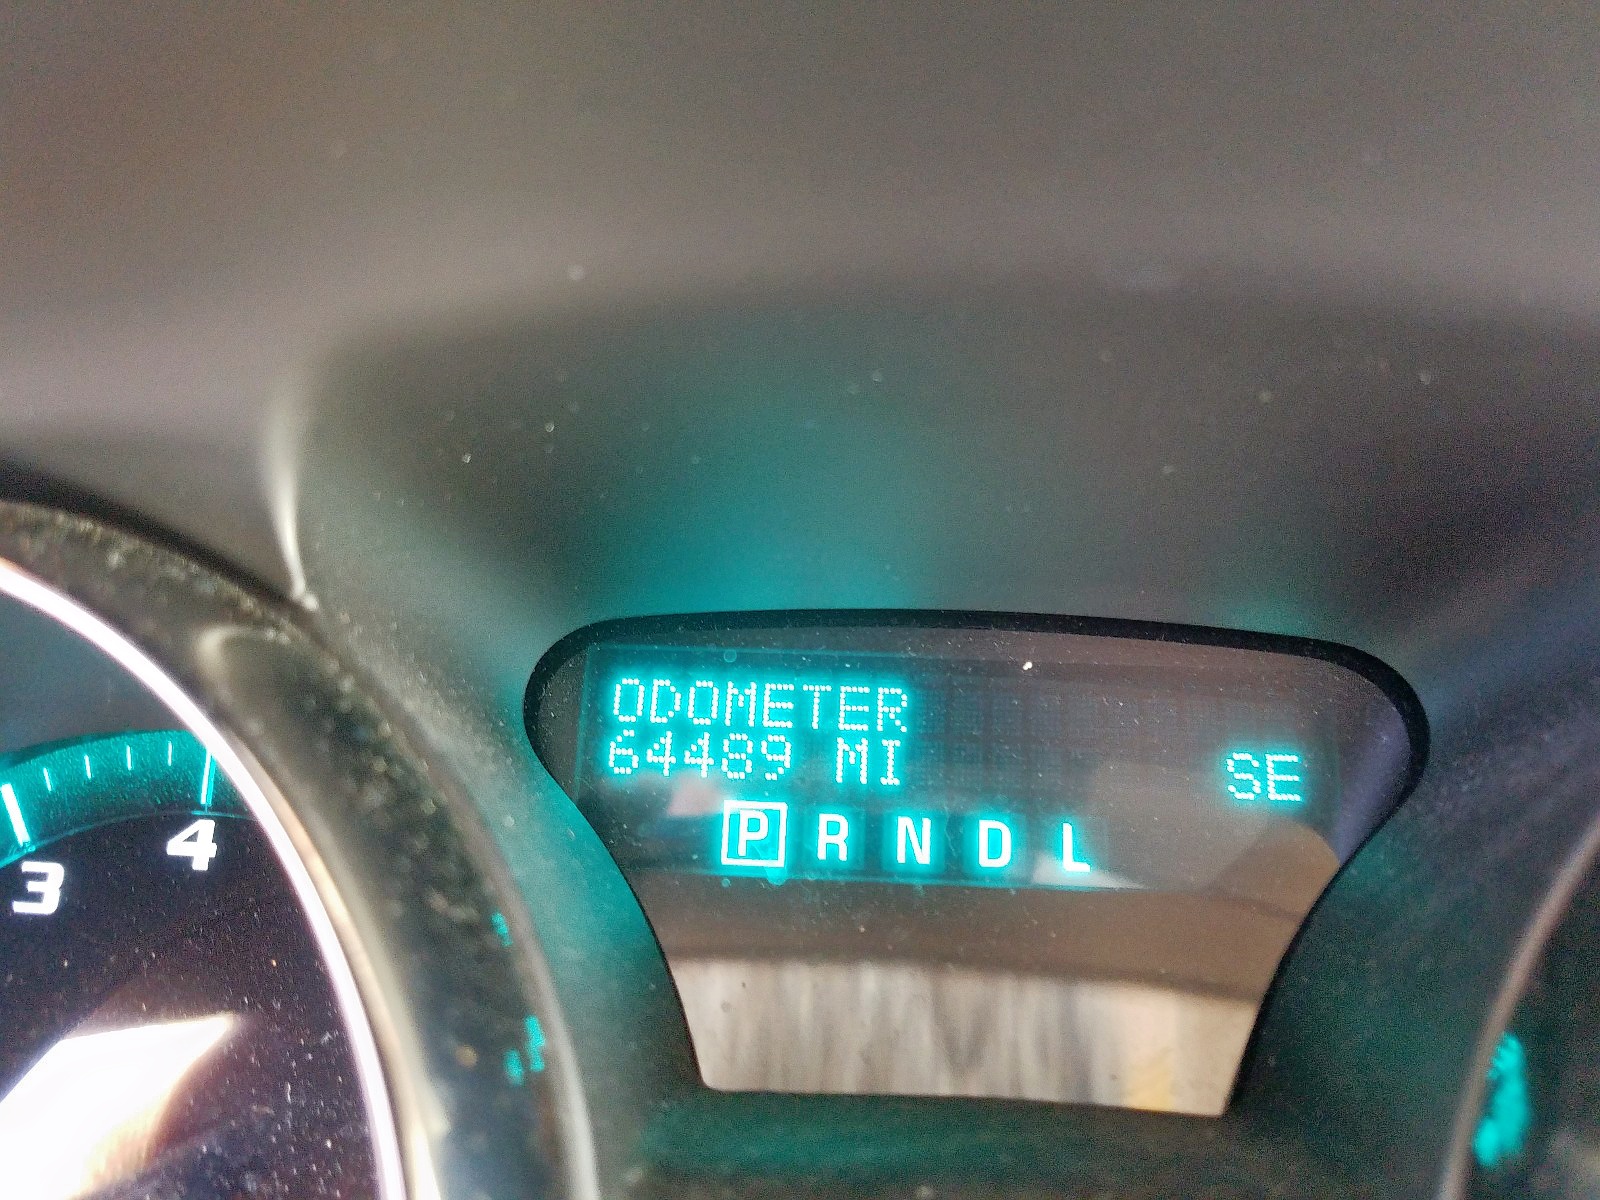 ODOMETER
64489 MI
SE
P R N D L
3 4